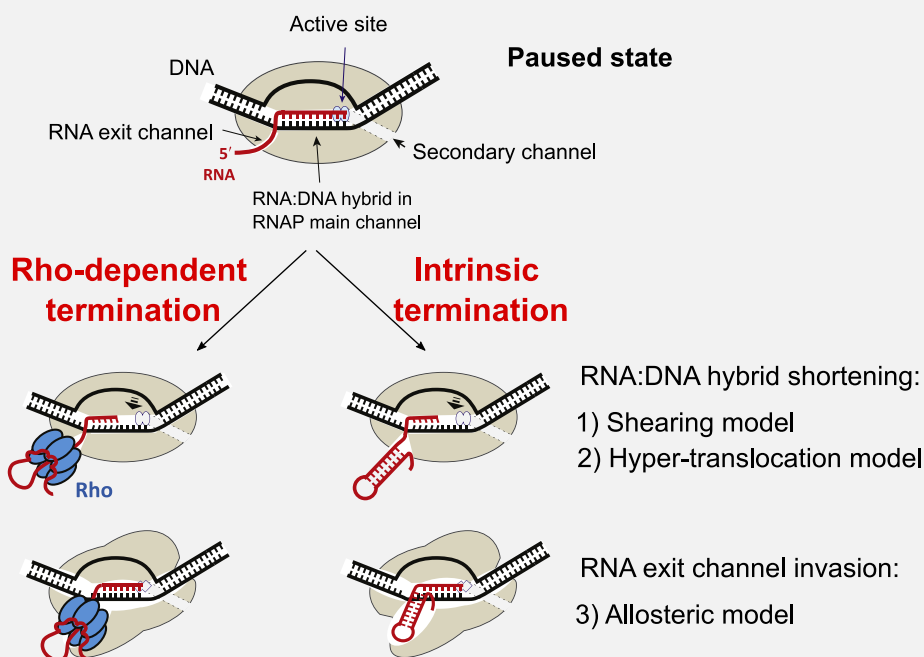 Active site
Paused state
DNA
RNA exit channel
Secondary channel
5′
RNA
RNA:DNA hybrid in
RNAP main channel
Rho-dependent
termination
Intrinsic
termination
RNA:DNA hybrid shortening:
1) Shearing model
2) Hyper-translocation model
Rho
RNA exit channel invasion:
3) Allosteric model